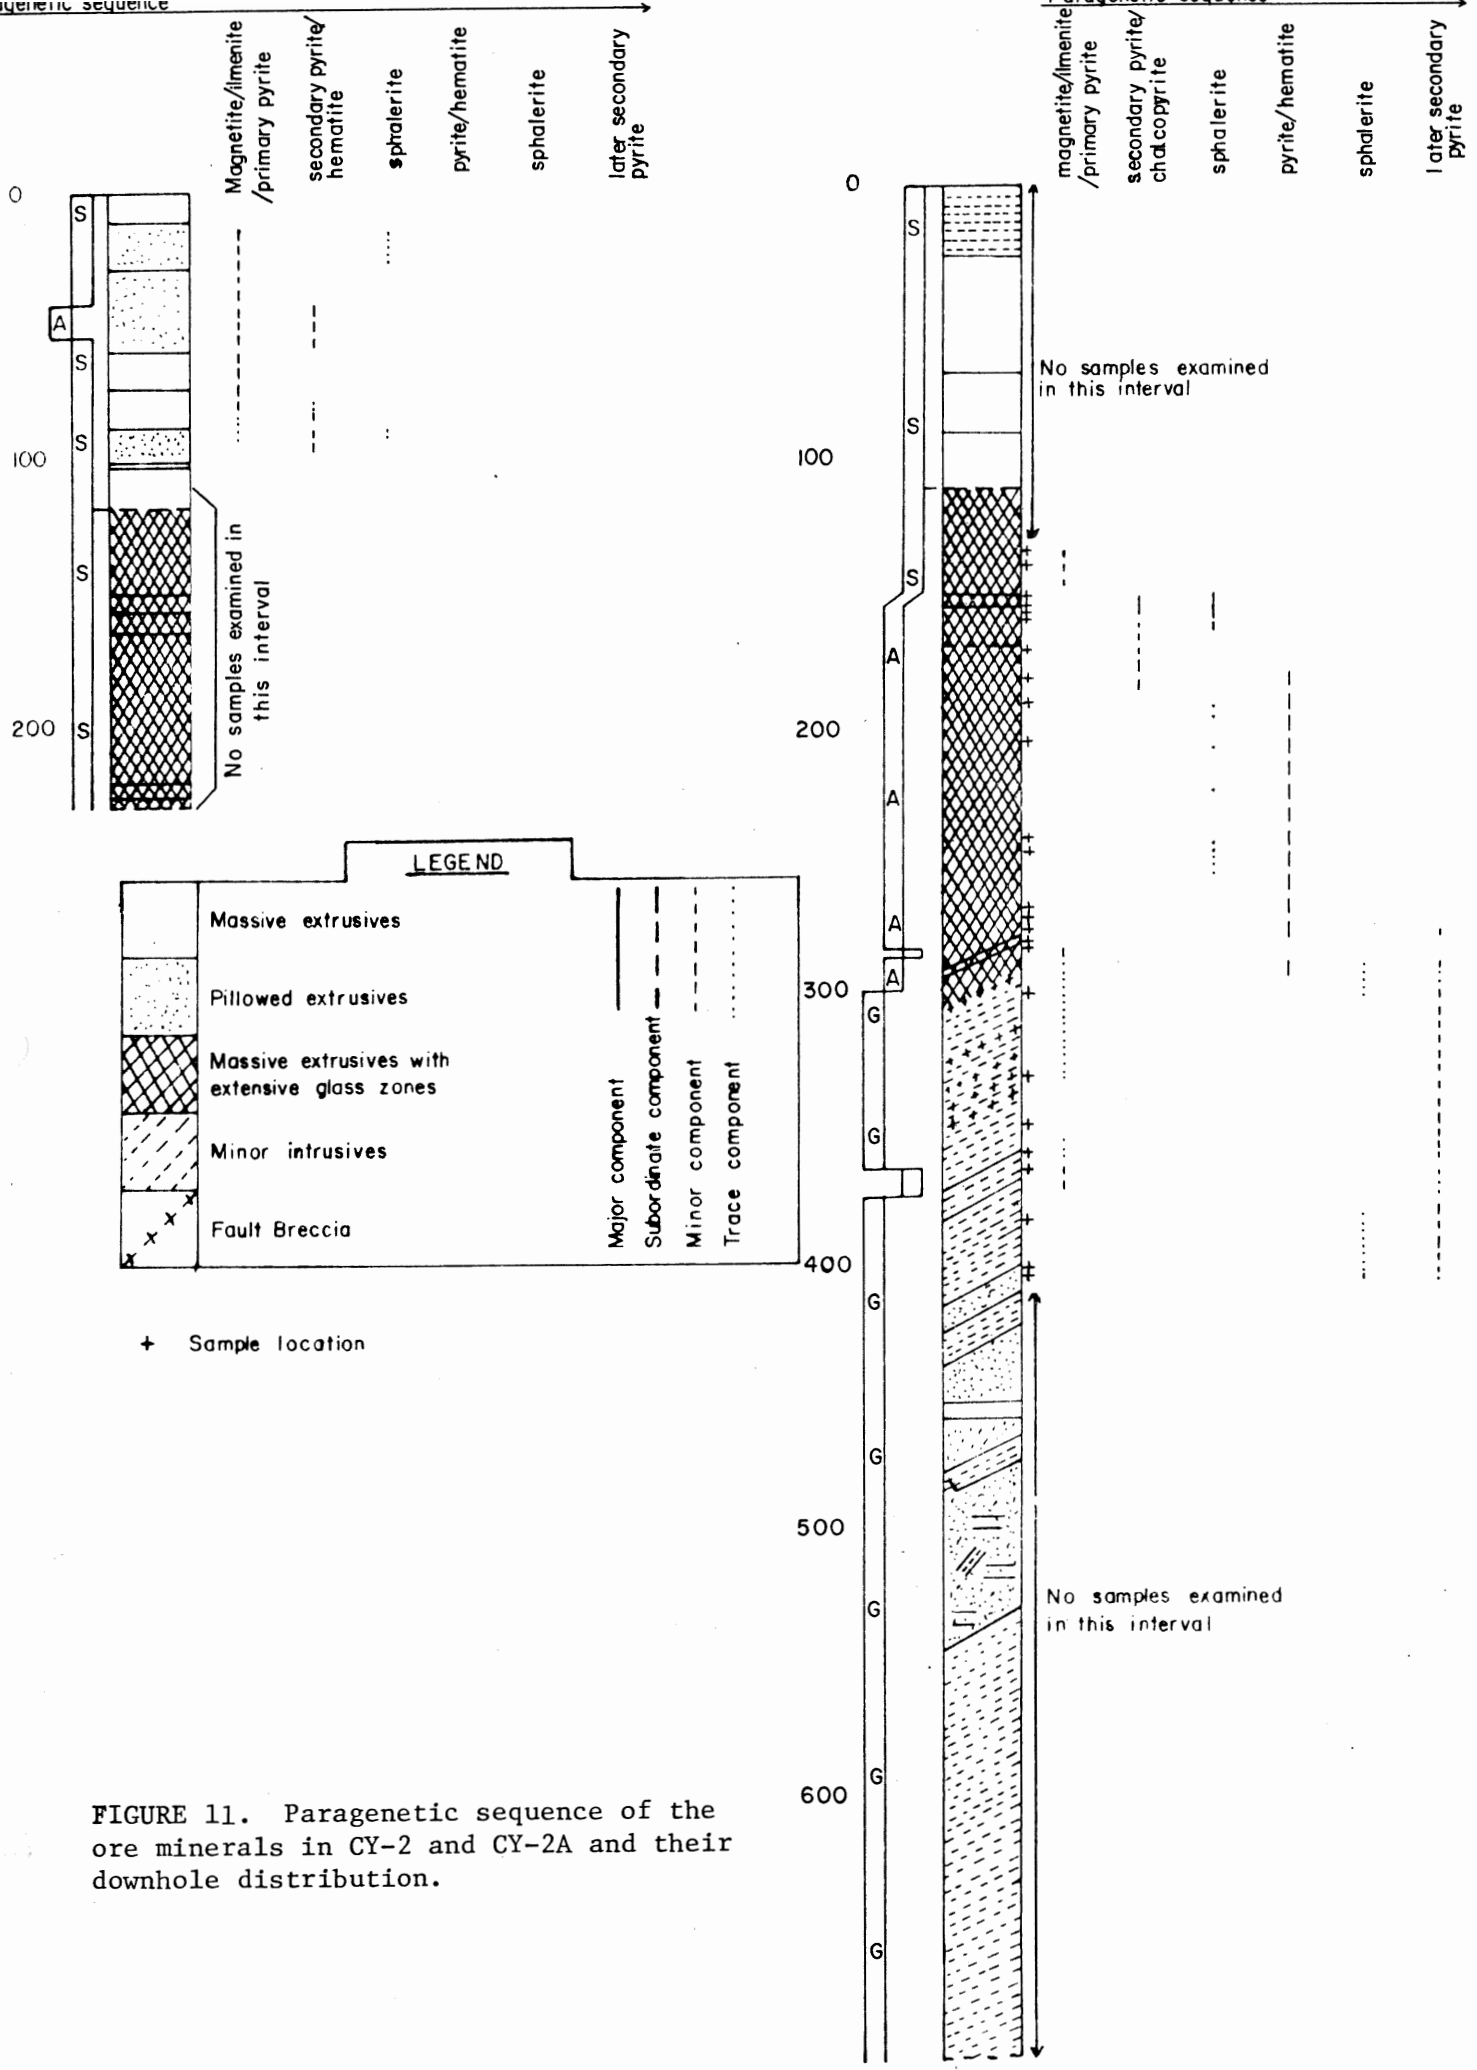 sequence
Magnetite/ilmenite
/primary pyrite
secondary pyrite/
hematite
sphalerite
pyrite/hematite
sphalerite
later secondary
pyrite
0
S
A
S
S
100
S
200
S
No samples examined in
this interval
magnetite/ilmenite
/primary pyrite
secondary pyrite/
chalcopyrite
sphalerite
pyrite/hematite
sphalerite
later secondary
pyrite
0
S
No samples examined
in this interval
S
100
S
A
200
A
A
A
300
G
G
400
G
G
500
G
No samples examined
in this interval
G
600
G
LEGEND
Massive extrusives
Pillowed extrusives
Massive extrusives with
extensive glass zones
Minor intrusives
Fault Breccia
Major component
Subordinate component
Minor component
Trace component
+ Sample location
FIGURE 11. Paragenetic sequence of the
ore minerals in CY-2 and CY-2A and their
downhole distribution.